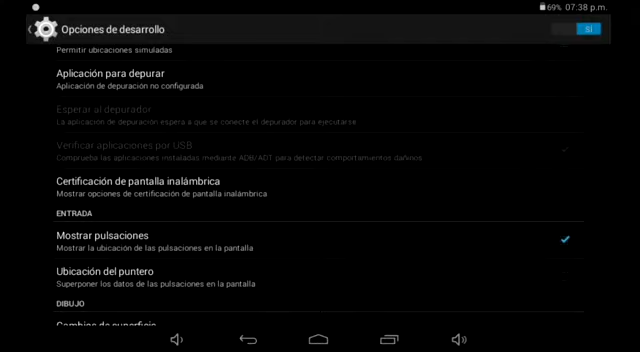 69% 07:38 p.m.
Opciones de desarrollo
SÍ
Permitir ubicaciones simuladas
Aplicación para depurar
Aplicación de depuración no configurada
Esperar al depurador
La aplicación de depuración espera a que se conecte el depurador para ejecutarse
Verificar aplicaciones por USB
Comprueba las aplicaciones instaladas mediante ADB/ADT para detectar comportamientos dañinos
Certificación de pantalla inalámbrica
Mostrar opciones de certificación de pantalla inalámbrica
ENTRADA
Mostrar pulsaciones
Mostrar la ubicación de las pulsaciones en la pantalla
Ubicación del puntero
Superponer los datos de las pulsaciones en la pantalla
DIBUJO
Cambios de superficie